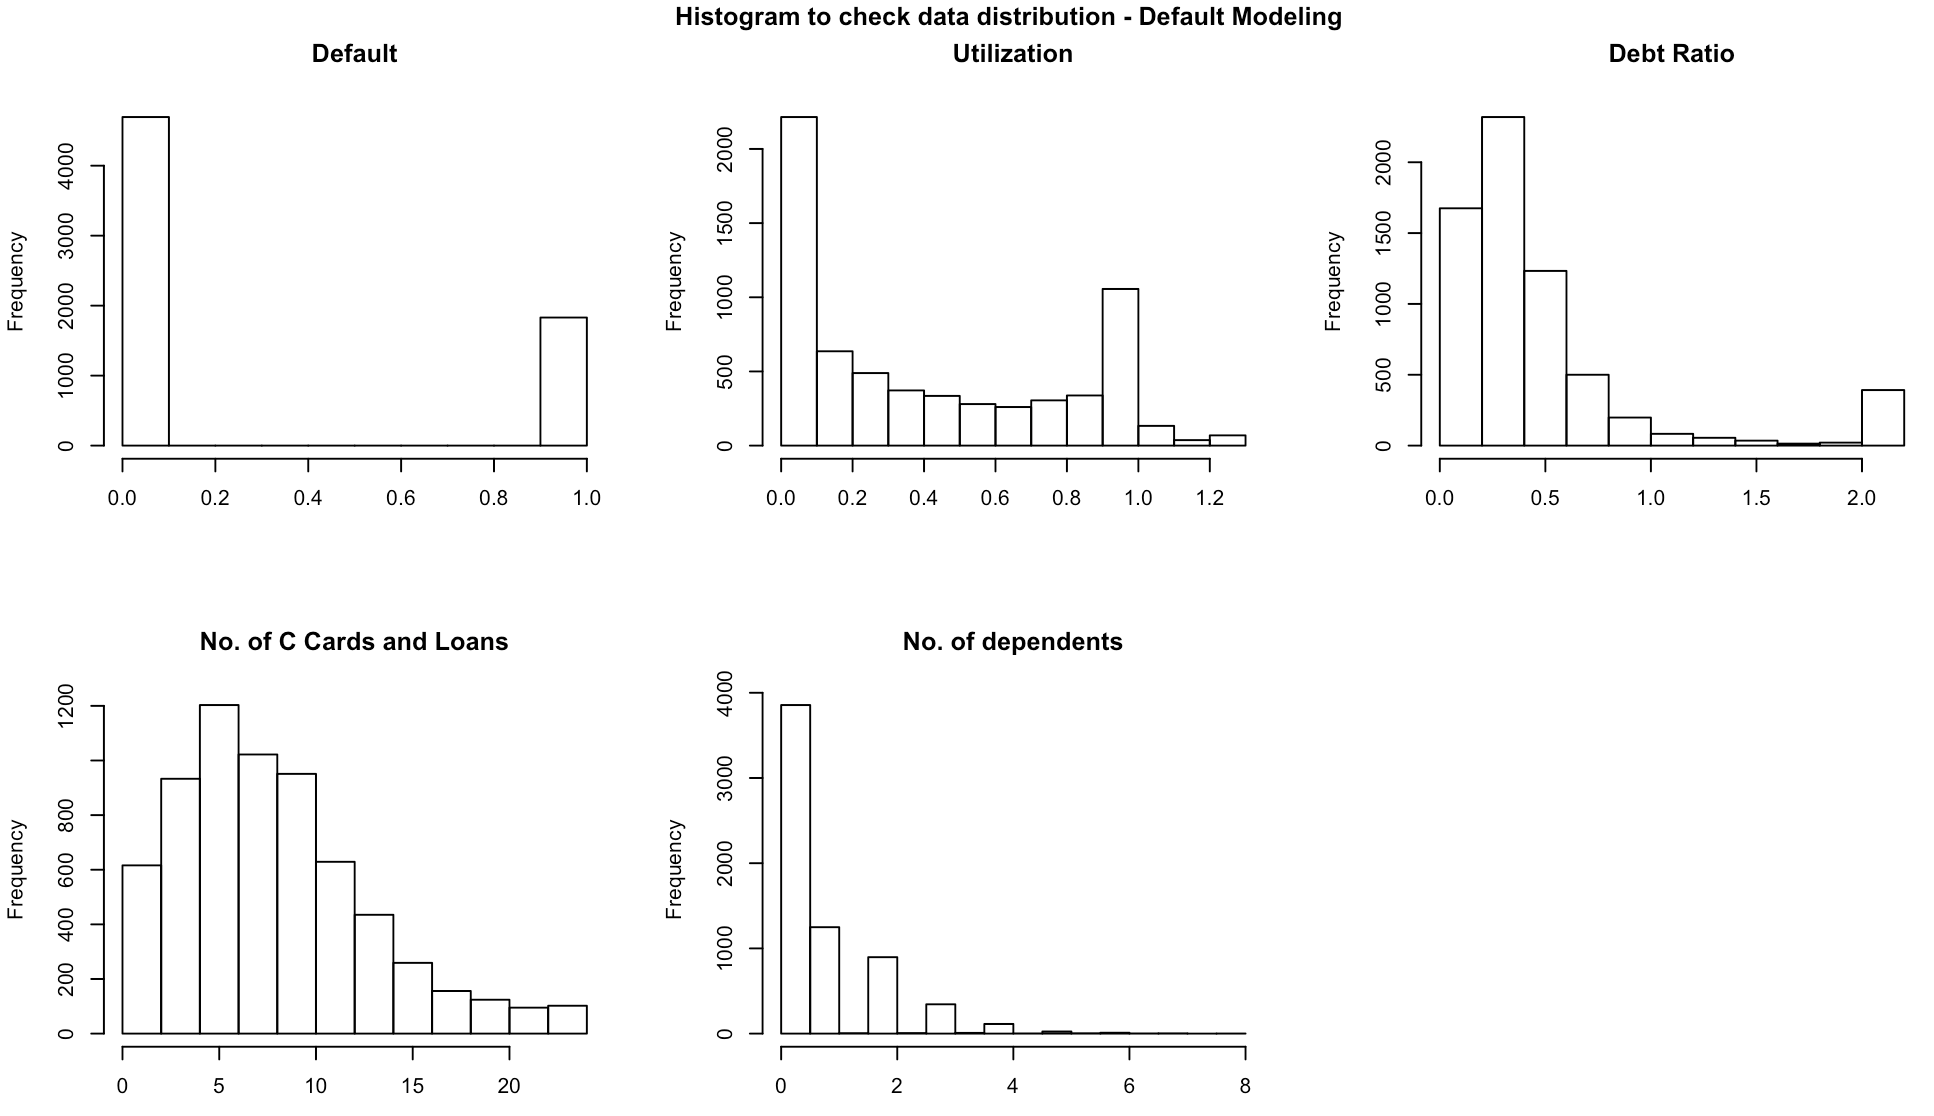 Histogram to check data distribution - Default Modeling
Default
Utilization
Debt Ratio
Frequency
0 1000 2000 3000 4000
0.0 0.2 0.4 0.6 0.8 1.0
Frequency
0 500 1000 1500 2000
0.0 0.2 0.4 0.6 0.8 1.0 1.2
Frequency
0 500 1000 1500 2000
0.0 0.5 1.0 1.5 2.0
No. of C Cards and Loans
No. of dependents
Frequency
0 200 400 600 800 1200
0 5 10 15 20
Frequency
0 1000 2000 3000 4000
0 2 4 6 8